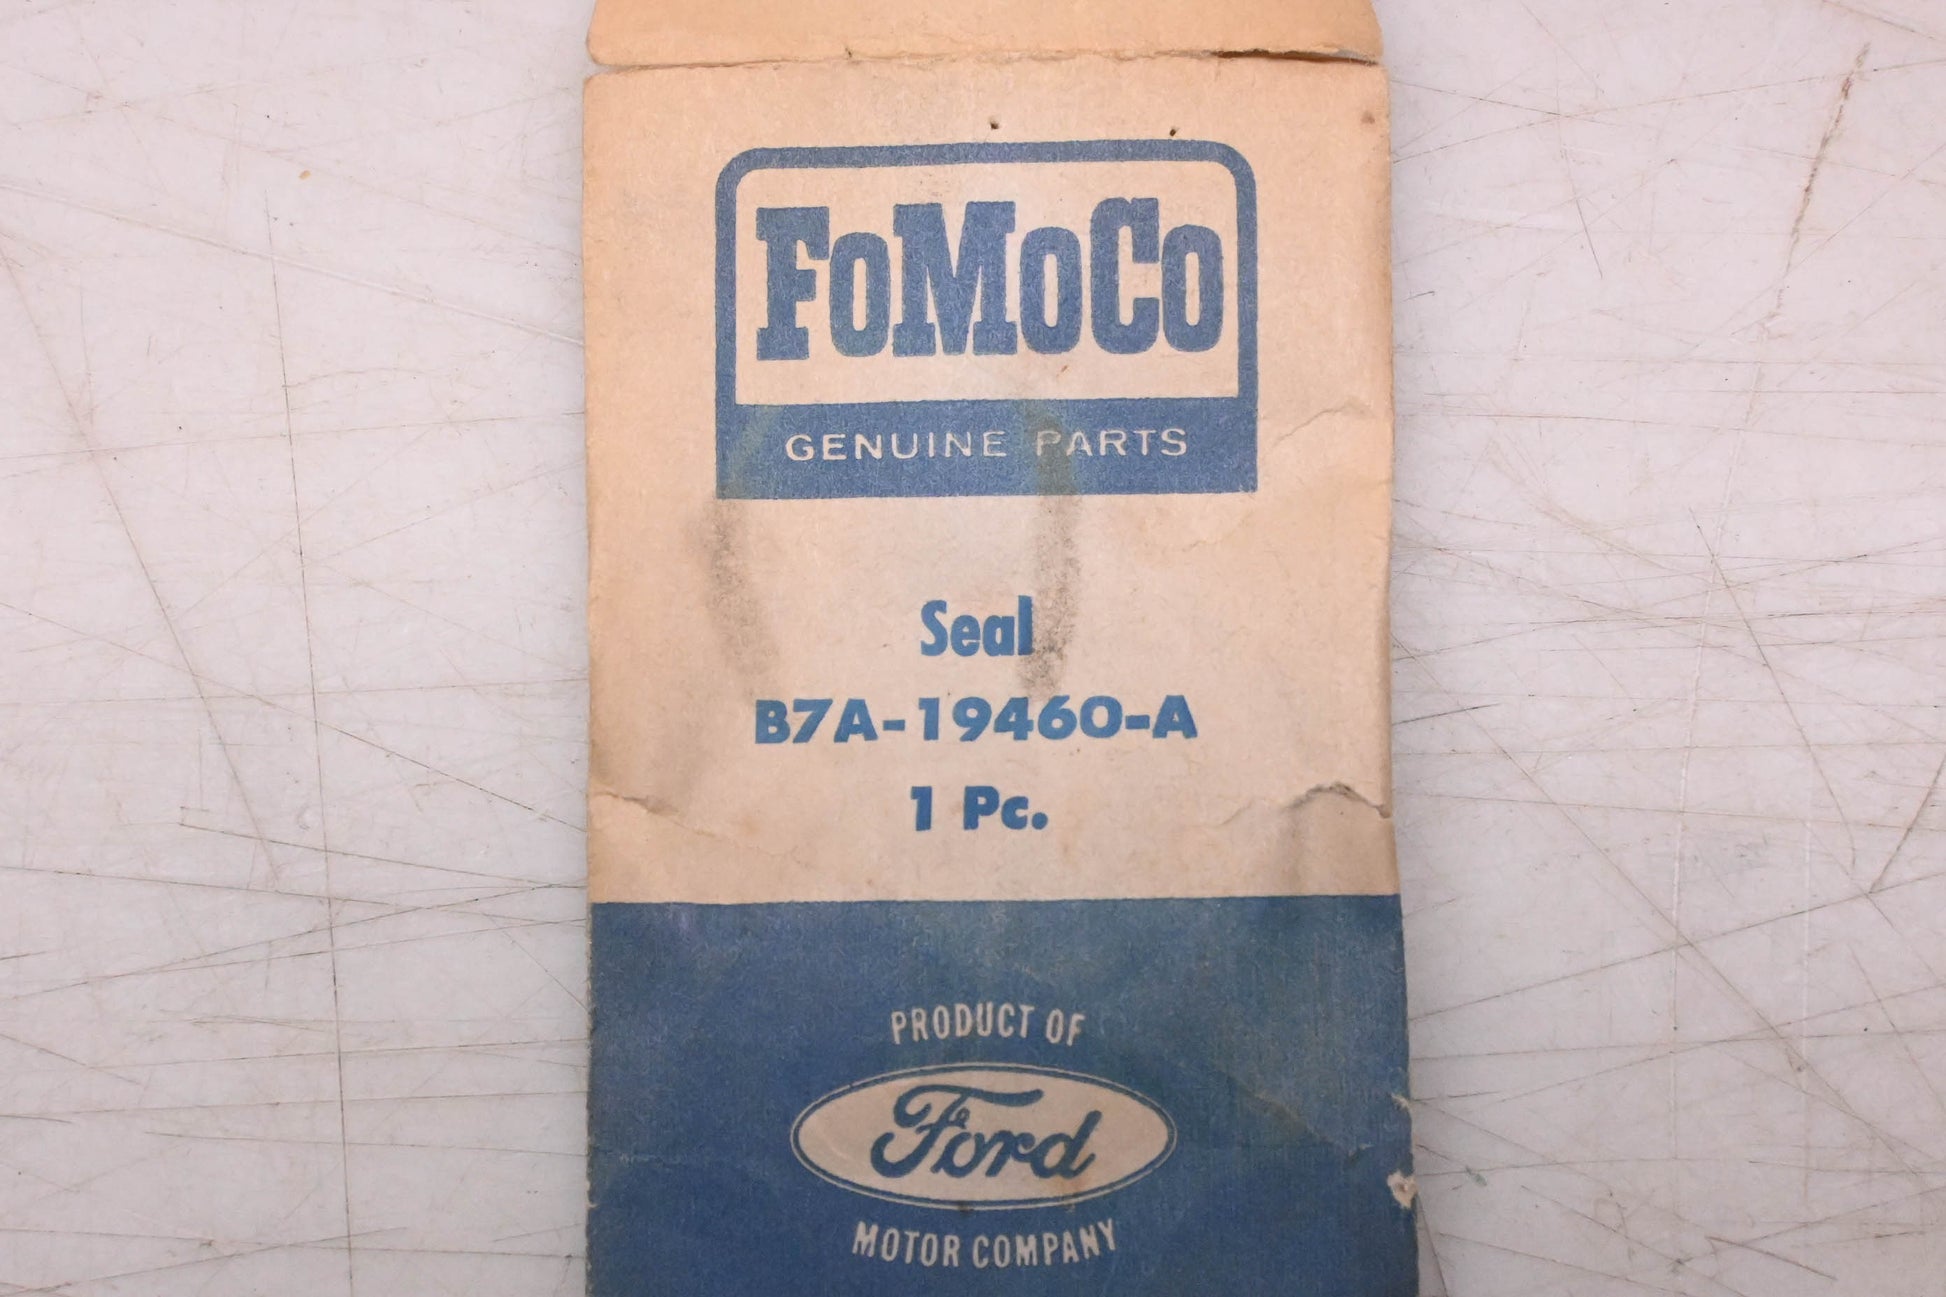 FoMoCo
GENUINE PARTS
Seal
B7A-19460-A
1 Pc.
PRODUCT OF
Ford
MOTOR COMPANY